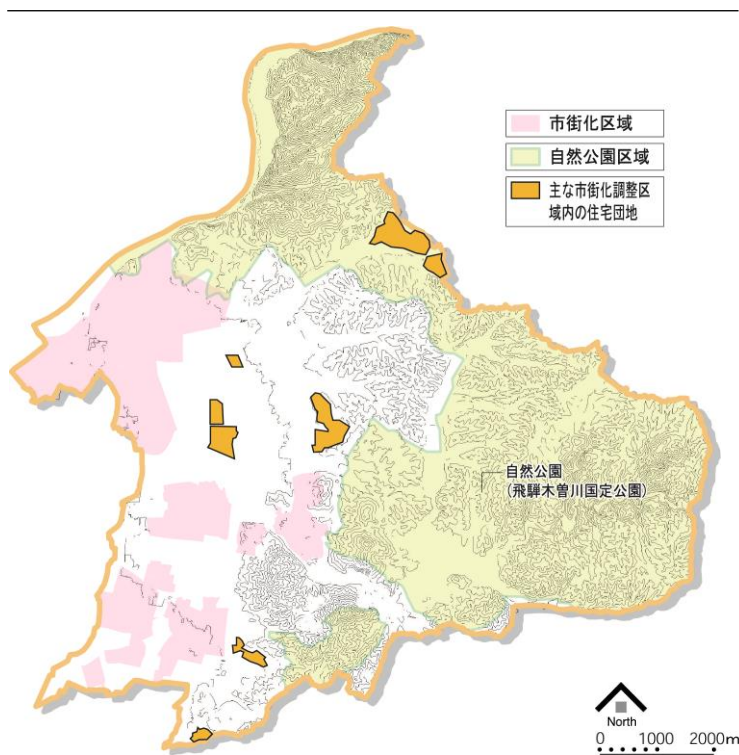 市街化区域
自然公園区域
主な市街化調整区
域内の住宅団地
自然公園
(飛騨木曽川国定公園)
North
0 1000 2000m